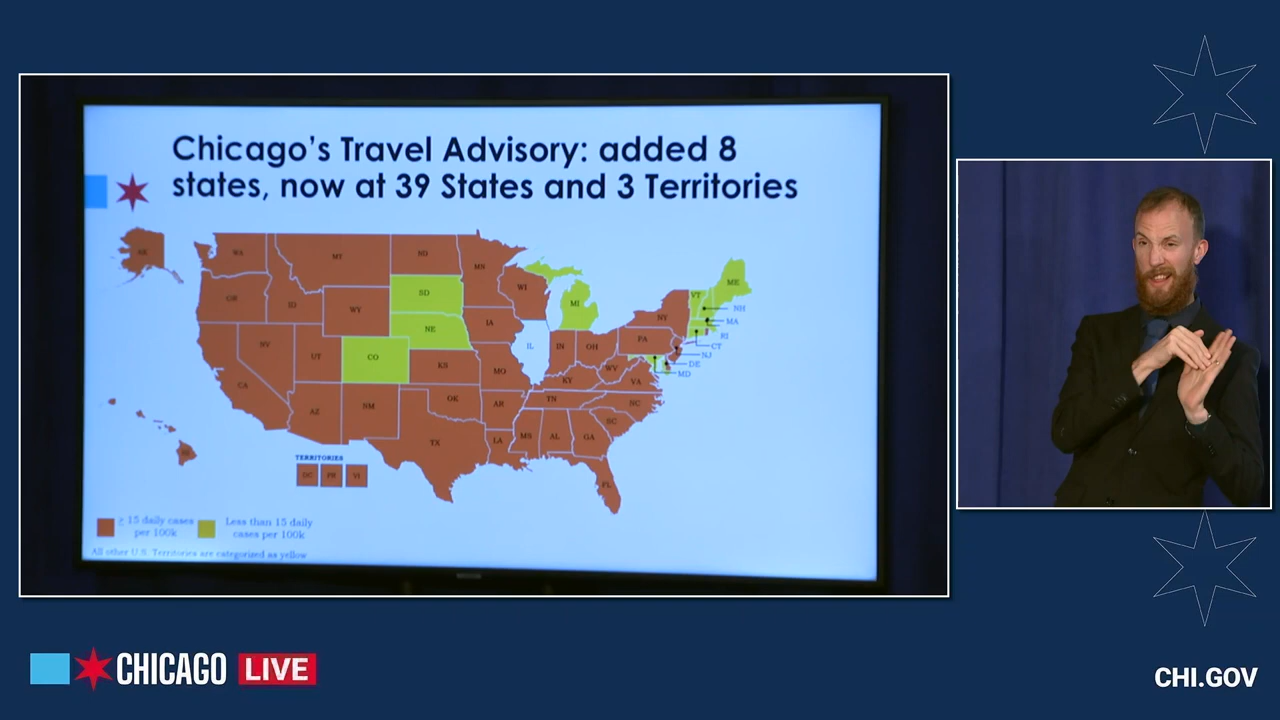 Chicago's Travel Advisory: added 8
states, now at 39 States and 3 Territories
AK
WA
MT
ND
MN
OR
ID
WY
SD
WI
MI
ME
VT
NH
NY
MA
RI
CT
NV
UT
CO
NE
IA
IL
IN
OH
PA
NJ
DE
MD
CA
KS
MO
KY
WV
VA
AZ
NM
OK
AR
TN
NC
SC
TX
LA
MS
AL
GA
FL
TERRITORIES
DC PR VI
≥ 15 daily cases
per 100k
Less than 15 daily
cases per 100k
All other U.S. Territories are categorized as yellow
CHICAGO LIVE
CHI.GOV